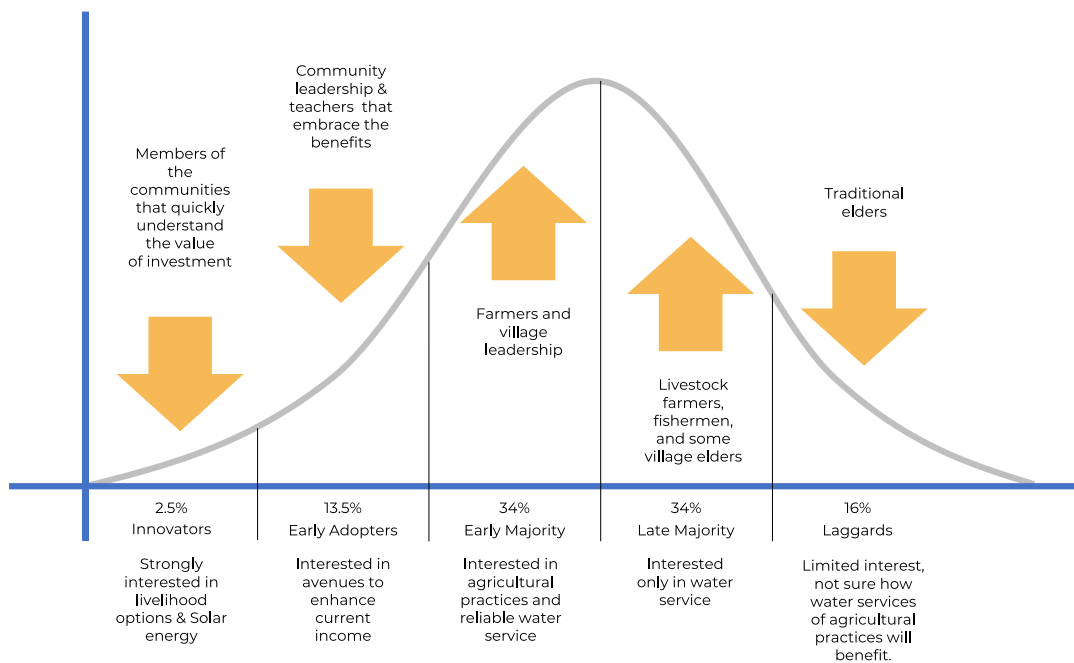 Members of
the
communities
that quickly
understand
the value
of investment
Community
leadership &
teachers that
embrace the
benefits
Farmers and
village
leadership
Livestock
farmers,
fishermen,
and some
village elders
Traditional
elders
2.5%
Innovators
Strongly
interested in
livelihood
options & Solar
energy
13.5%
Early Adopters
Interested in
avenues to
enhance
current
income
34%
Early Majority
Interested in
agricultural
practices and
reliable water
service
34%
Late Majority
Interested
only in water
service
16%
Laggards
Limited interest,
not sure how
water services
of agricultural
practices will
benefit.